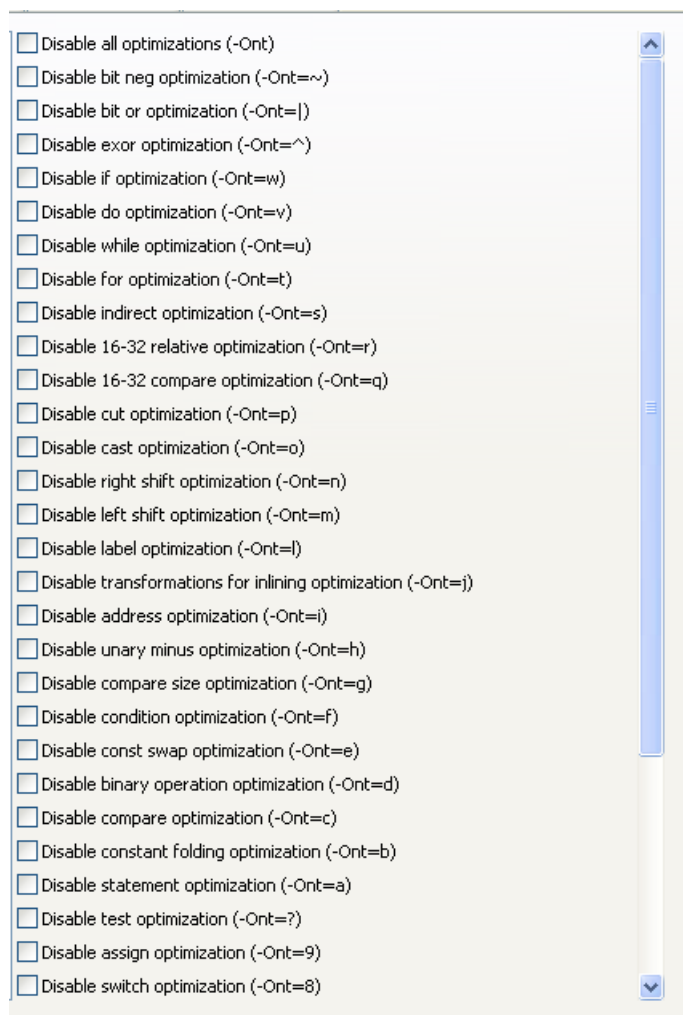 Disable all optimizations (-Ont)
Disable bit neg optimization (-Ont=~)
Disable bit or optimization (-Ont=|)
Disable exor optimization (-Ont=^)
Disable if optimization (-Ont=w)
Disable do optimization (-Ont=v)
Disable while optimization (-Ont=u)
Disable for optimization (-Ont=t)
Disable indirect optimization (-Ont=s)
Disable 16-32 relative optimization (-Ont=r)
Disable 16-32 compare optimization (-Ont=q)
Disable cut optimization (-Ont=p)
Disable cast optimization (-Ont=o)
Disable right shift optimization (-Ont=n)
Disable left shift optimization (-Ont=m)
Disable label optimization (-Ont=l)
Disable transformations for inlining optimization (-Ont=j)
Disable address optimization (-Ont=i)
Disable unary minus optimization (-Ont=h)
Disable compare size optimization (-Ont=g)
Disable condition optimization (-Ont=f)
Disable const swap optimization (-Ont=e)
Disable binary operation optimization (-Ont=d)
Disable compare optimization (-Ont=c)
Disable constant folding optimization (-Ont=b)
Disable statement optimization (-Ont=a)
Disable test optimization (-Ont=?)
Disable assign optimization (-Ont=9)
Disable switch optimization (-Ont=8)